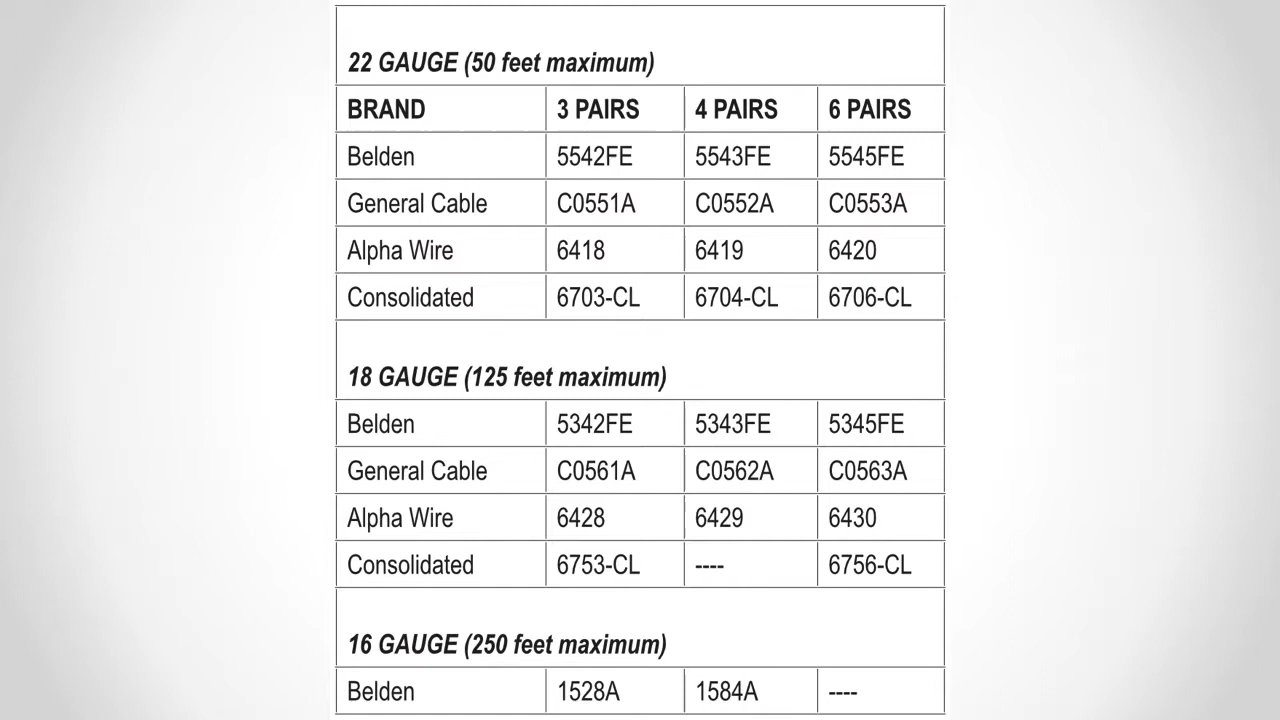 22 GAUGE (50 feet maximum)
BRAND 3 PAIRS 4 PAIRS 6 PAIRS
Belden 5542FE 5543FE 5545FE
General Cable C0551A C0552A C0553A
Alpha Wire 6418 6419 6420
Consolidated 6703-CL 6704-CL 6706-CL
18 GAUGE (125 feet maximum)
Belden 5342FE 5343FE 5345FE
General Cable C0561A C0562A C0563A
Alpha Wire 6428 6429 6430
Consolidated 6753-CL ---- 6756-CL
16 GAUGE (250 feet maximum)
Belden 1528A 1584A ----